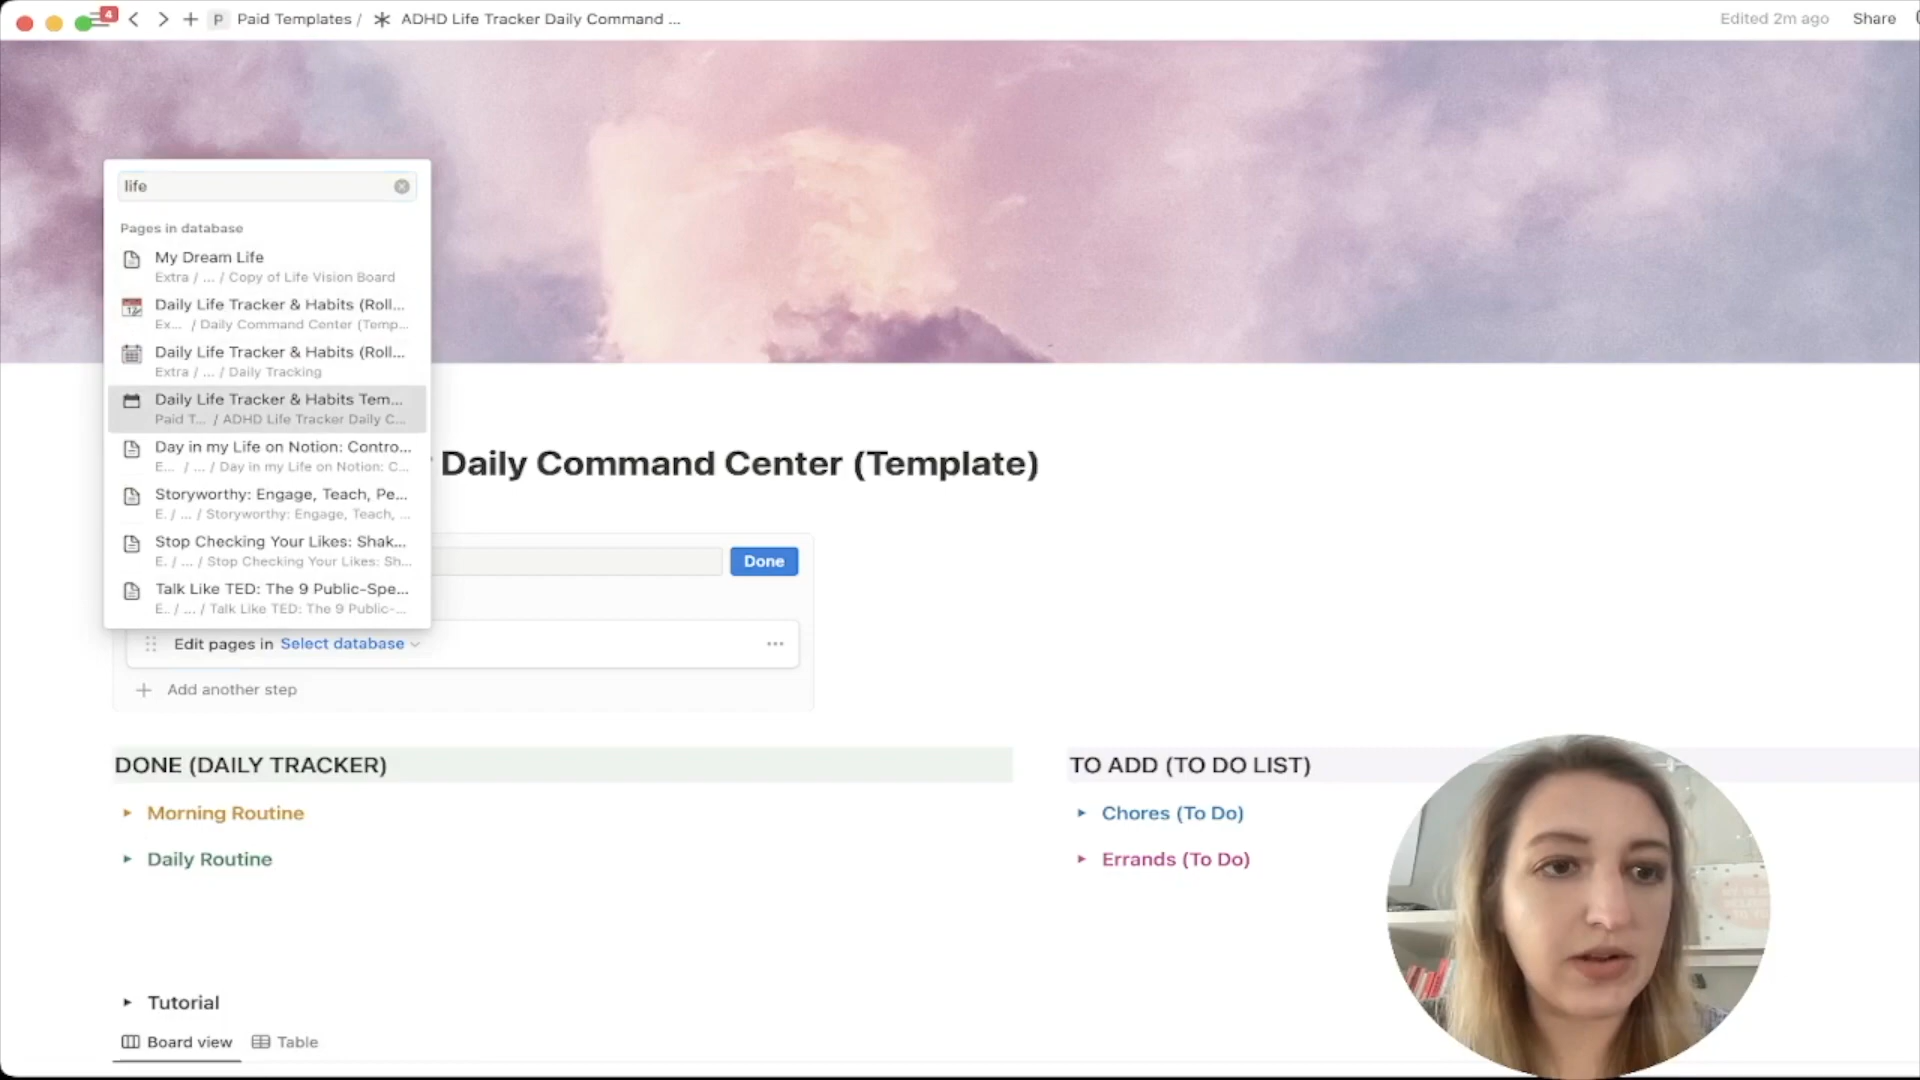 4
P Paid Templates / ADHD Life Tracker Daily Command ...
Edited 2m ago Share
life
Pages in database
My Dream Life
Extra / ... / Copy of Life Vision Board
Daily Life Tracker & Habits (Roll...
Ex... / Daily Command Center (Temp...
Daily Life Tracker & Habits (Roll...
Extra / ... / Daily Tracking
Daily Life Tracker & Habits Tem...
Paid T... / ADHD Life Tracker Daily C...
Day in my Life on Notion: Contro...
E... / ... / Day in my Life on Notion: C...
Storyworthy: Engage, Teach, Pe...
E. / ... / Storyworthy: Engage, Teach, ...
Stop Checking Your Likes: Shak...
E. / ... / Stop Checking Your Likes: Sh...
Talk Like TED: The 9 Public-Spe...
E.. / ... / Talk Like TED: The 9 Public-...
Daily Command Center (Template)
Done
Edit pages in Select database
Add another step
DONE (DAILY TRACKER)
Morning Routine
Daily Routine
TO ADD (TO DO LIST)
Chores (To Do)
Errands (To Do)
Tutorial
Board view Table